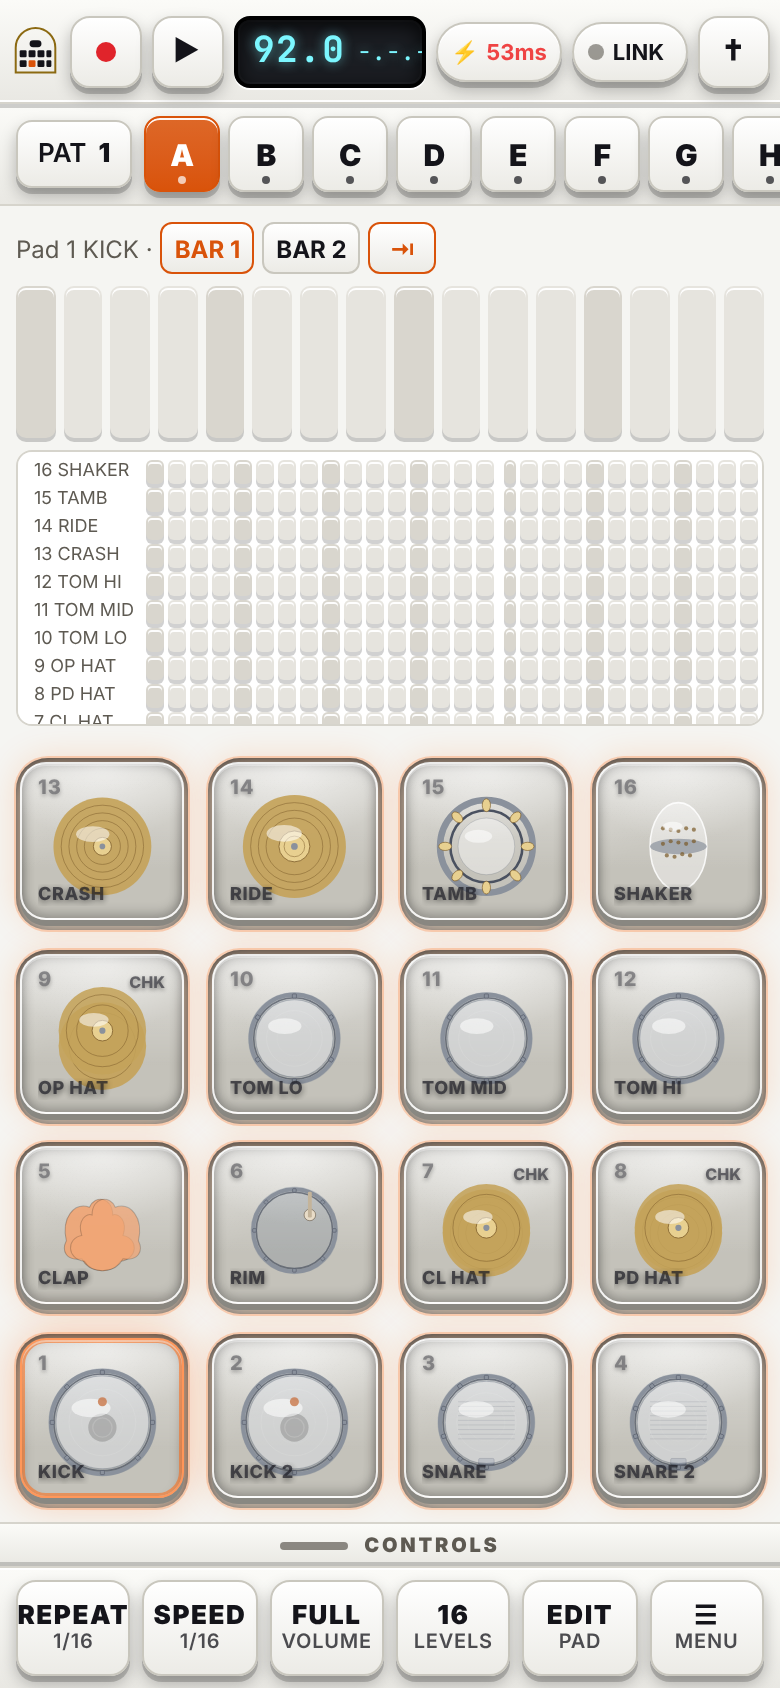 92.0 -.-.-
⚡ 53ms
LINK
✝
PAT 1
A B C D E F G H
Pad 1 KICK · BAR 1 BAR 2 ⇥
16 SHAKER
15 TAMB
14 RIDE
13 CRASH
12 TOM HI
11 TOM MID
10 TOM LO
9 OP HAT
8 PD HAT
7 CL HAT
13 CRASH
14 RIDE
15 TAMB
16 SHAKER
9 CHK OP HAT
10 TOM LO
11 TOM MID
12 TOM HI
5 CLAP
6 RIM
7 CHK CL HAT
8 CHK PD HAT
1 KICK
2 KICK 2
3 SNARE
4 SNARE 2
CONTROLS
REPEAT
1/16
SPEED
1/16
FULL
VOLUME
16
LEVELS
EDIT
PAD
☰
MENU